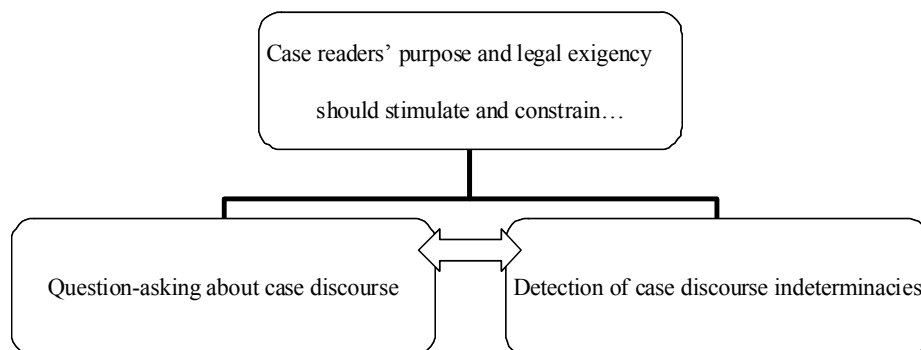 Case readers’ purpose and legal exigency
should stimulate and constrain…
Question-asking about case discourse
Detection of case discourse indeterminacies